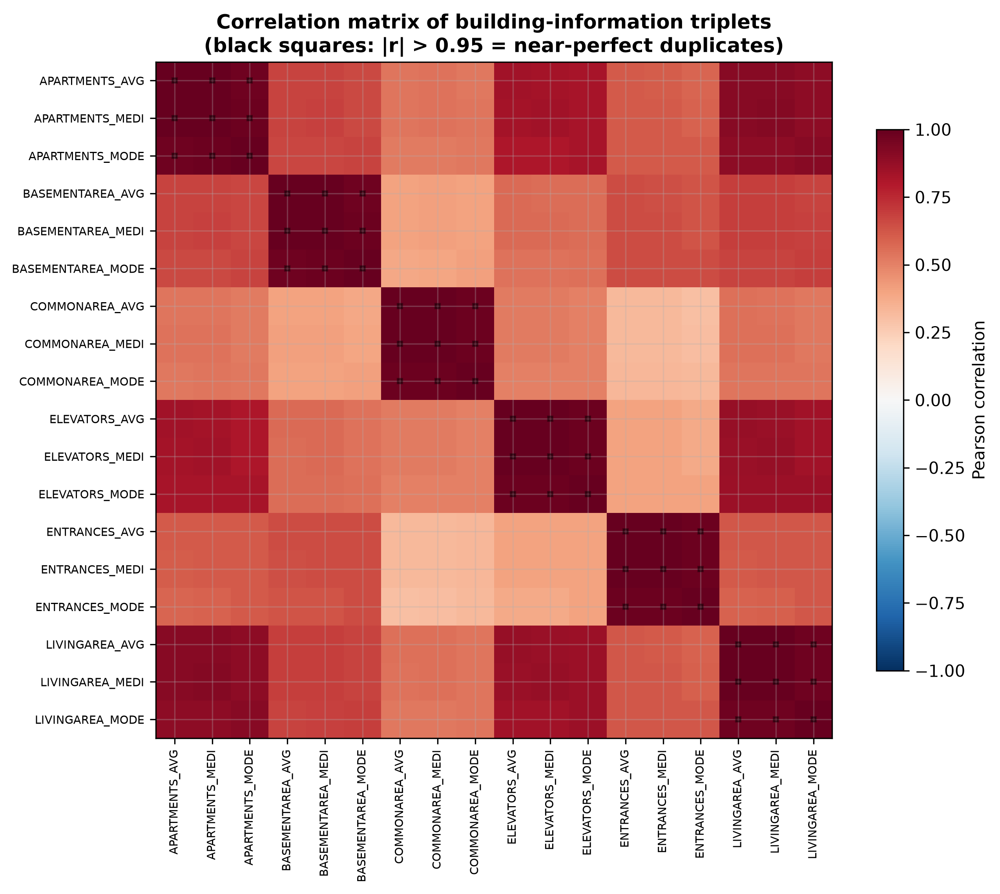 Correlation matrix of building-information triplets
(black squares: |r| > 0.95 = near-perfect duplicates)
APARTMENTS_AVG
APARTMENTS_MEDI
APARTMENTS_MODE
BASEMENTAREA_AVG
BASEMENTAREA_MEDI
BASEMENTAREA_MODE
COMMONAREA_AVG
COMMONAREA_MEDI
COMMONAREA_MODE
ELEVATORS_AVG
ELEVATORS_MEDI
ELEVATORS_MODE
ENTRANCES_AVG
ENTRANCES_MEDI
ENTRANCES_MODE
LIVINGAREA_AVG
LIVINGAREA_MEDI
LIVINGAREA_MODE
APARTMENTS_AVG
APARTMENTS_MEDI
APARTMENTS_MODE
BASEMENTAREA_AVG
BASEMENTAREA_MEDI
BASEMENTAREA_MODE
COMMONAREA_AVG
COMMONAREA_MEDI
COMMONAREA_MODE
ELEVATORS_AVG
ELEVATORS_MEDI
ELEVATORS_MODE
ENTRANCES_AVG
ENTRANCES_MEDI
ENTRANCES_MODE
LIVINGAREA_AVG
LIVINGAREA_MEDI
LIVINGAREA_MODE
1.00
0.75
0.50
0.25
0.00
−0.25
−0.50
−0.75
−1.00
Pearson correlation